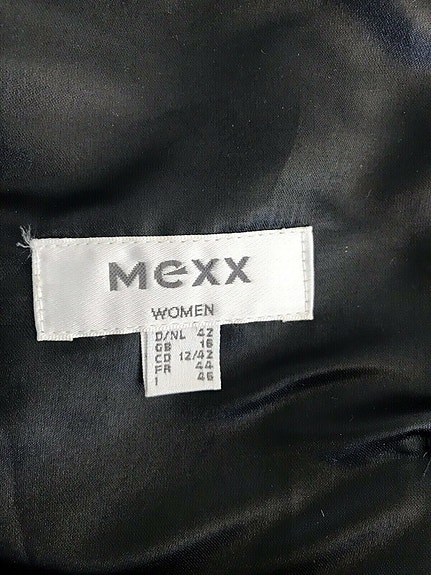 Mexx
WOMEN
D/NL 42
GB 16
CD 12/42
FR 44
I 46